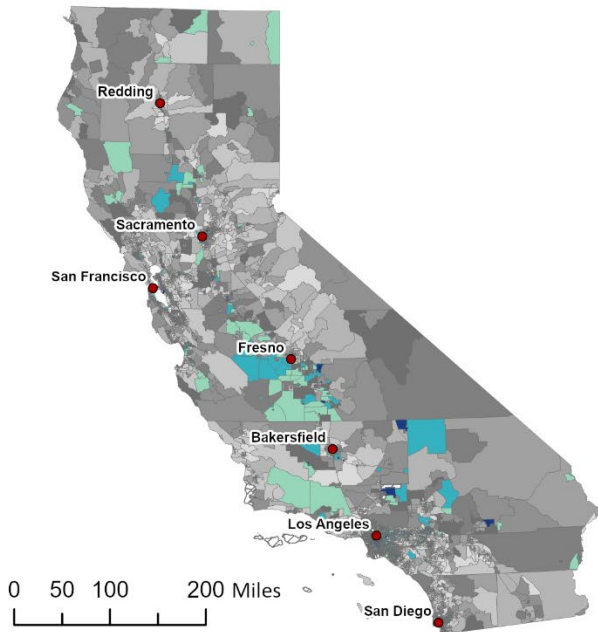 Redding
Sacramento
San Francisco
Fresno
Bakersfield
Los Angeles
San Diego
0 50 100 200 Miles